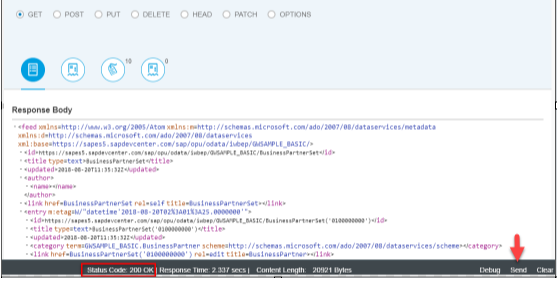 GET POST PUT DELETE HEAD PATCH OPTIONS
10 0
Response Body
<feed xmlns=http://www.w3.org/2005/Atom xmlns:m=http://schemas.microsoft.com/ado/2007/08/dataservices/metadata
xmlns:d=http://schemas.microsoft.com/ado/2007/08/dataservices
xml:base=https://sapes5.sapdevcenter.com/sap/opu/odata/iwbep/GWSAMPLE_BASIC/>
<id>https://sapes5.sapdevcenter.com/sap/opu/odata/iwbep/GWSAMPLE_BASIC/BusinessPartnerSet</id>
<title type=text>BusinessPartnerSet</title>
<updated>2018-08-20T11:35:32Z</updated>
<author>
<name><name>
</author>
<link href=BusinessPartnerSet rel=self title=BusinessPartnerSet></link>
<entry m:etag=W/"datetime'2018-08-20T02%3A01%3A25.0000000'">
<id>https://sapes5.sapdevcenter.com/sap/opu/odata/iwbep/GWSAMPLE_BASIC/BusinessPartnerSet('0100000000')</id>
<title type=text>BusinessPartnerSet('0100000000')</title>
<updated>2018-08-20T11:35:32Z</updated>
<category term=GWSAMPLE_BASIC.BusinessPartner scheme=http://schemas.microsoft.com/ado/2007/08/dataservices/scheme></category>
<link href=BusinessPartnerSet('0100000000') rel=edit title=BusinessPartner></link>
Status Code: 200 OK | Response Time: 2.337 secs | Content Length: 20921 Bytes Debug Send Clear